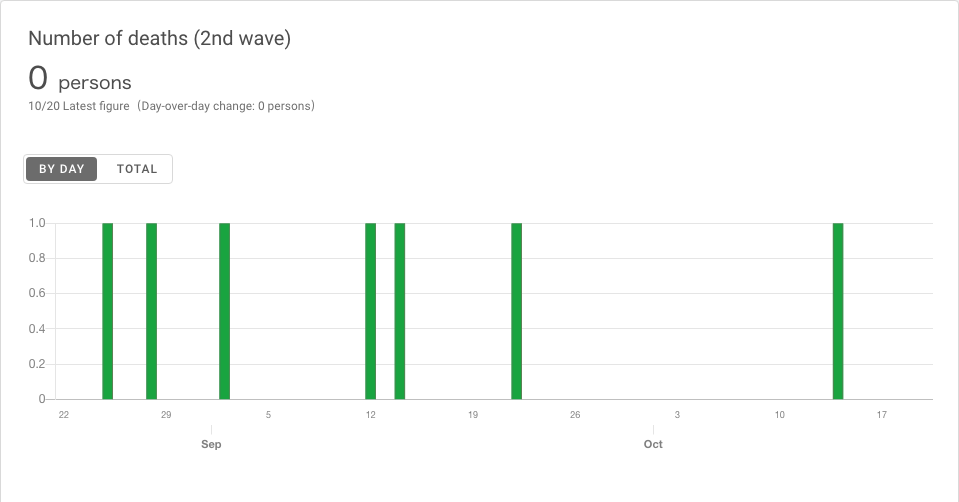 Number of deaths (2nd wave)
0 persons
10/20 Latest figure（Day-over-day change: 0 persons）
BY DAY TOTAL
1.0
0.8
0.6
0.4
0.2
0
22 29 5 12 19 26 3 10 17
Sep Oct